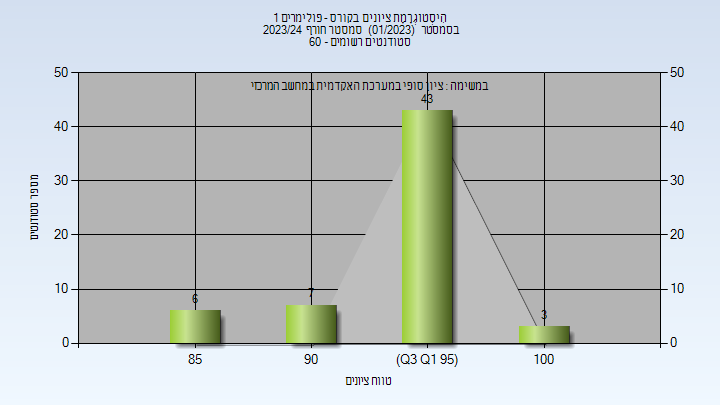 היסטוגרמת ציונים בקורס - פולימרים 1
בסמסטר (01/2023) סמסטר חורף 2023/24
סטודנטים רשומים - 60
במשימה : ציון סופי במערכת האקדמית במחשב המרכזי
מספר סטודנטים
50
40
30
20
10
0
50
40
30
20
10
0
6
7
43
3
85
90
(Q3 Q1 95)
100
טווח ציונים